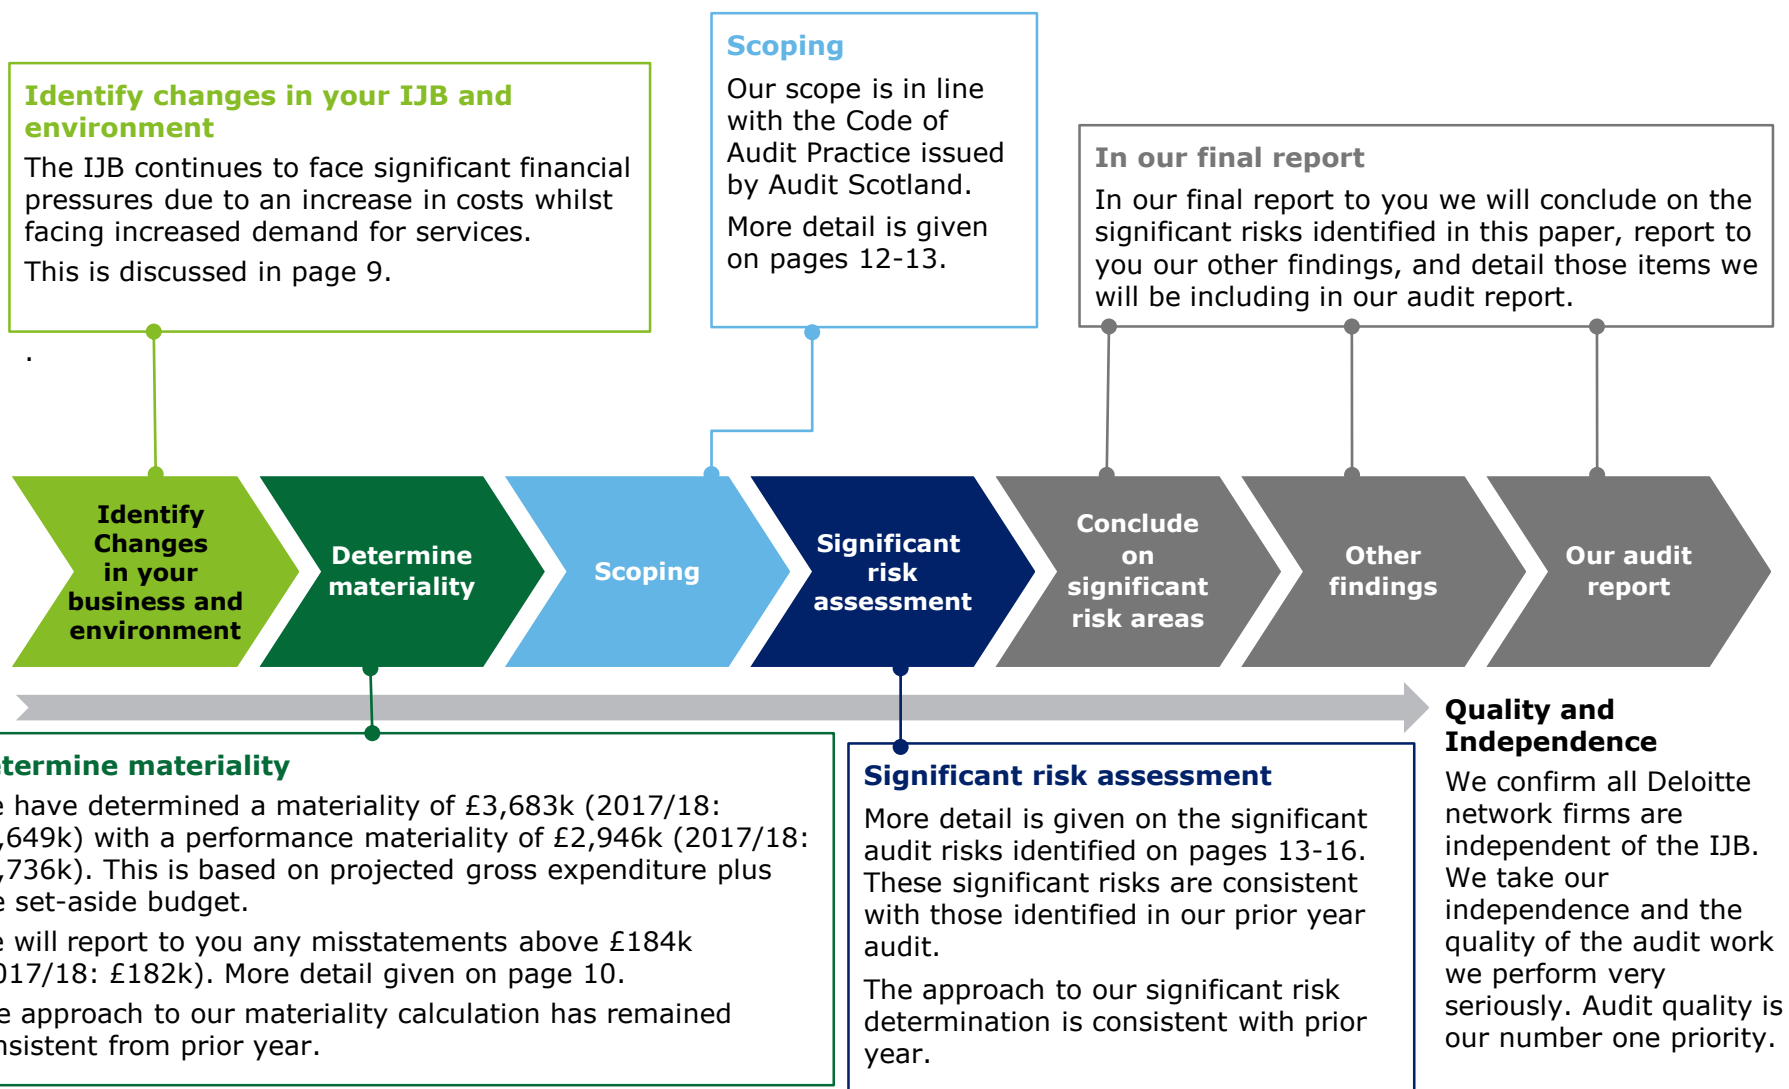 Scoping
Our scope is in line
with the Code of
Audit Practice issued
by Audit Scotland.
More detail is given
on pages 12-13.
Identify changes in your IJB and
environment
The IJB continues to face significant financial
pressures due to an increase in costs whilst
facing increased demand for services.
This is discussed in page 9.
.
In our final report
In our final report to you we will conclude on the
significant risks identified in this paper, report to
you our other findings, and detail those items we
will be including in our audit report.
Identify
Changes
in your
business and
environment
Determine
materiality
Scoping
Significant
risk
assessment
Conclude
on
significant
risk areas
Other
findings
Our audit
report
etermine materiality
e have determined a materiality of £3,683k (2017/18:
,649k) with a performance materiality of £2,946k (2017/18:
,736k). This is based on projected gross expenditure plus
e set-aside budget.
e will report to you any misstatements above £184k
017/18: £182k). More detail given on page 10.
e approach to our materiality calculation has remained
nsistent from prior year.
Significant risk assessment
More detail is given on the significant
audit risks identified on pages 13-16.
These significant risks are consistent
with those identified in our prior year
audit.
The approach to our significant risk
determination is consistent with prior
year.
Quality and
Independence
We confirm all Deloitte
network firms are
independent of the IJB.
We take our
independence and the
quality of the audit work
we perform very
seriously. Audit quality is
our number one priority.